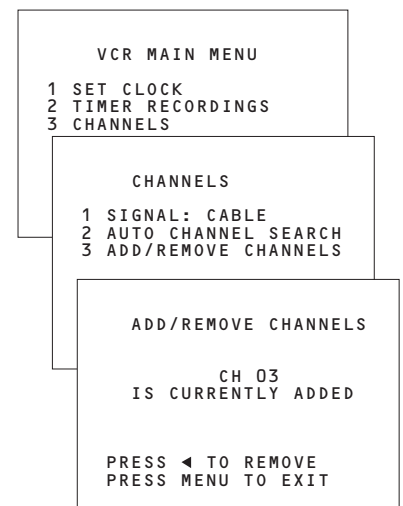 VCR MAIN MENU
1 SET CLOCK
2 TIMER RECORDINGS
3 CHANNELS
CHANNELS
1 SIGNAL: CABLE
2 AUTO CHANNEL SEARCH
3 ADD/REMOVE CHANNELS
ADD/REMOVE CHANNELS
CH 03
IS CURRENTLY ADDED
PRESS ◄ TO REMOVE
PRESS MENU TO EXIT